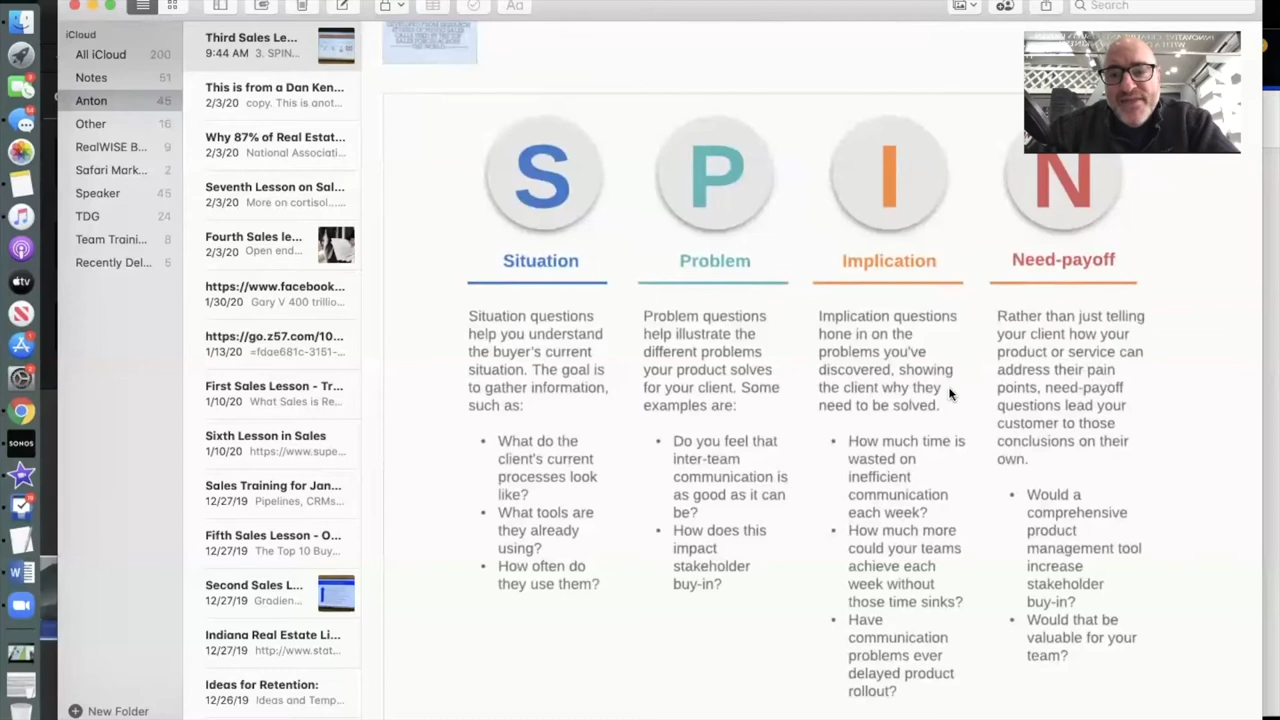 Aa
Search
iCloud
All iCloud 200
Notes 51
Anton 45
Other 16
RealWISE B... 9
Safari Mark... 2
Speaker 45
TDG 24
Team Traini... 8
Recently Del... 5
New Folder
Third Sales Le...
9:44 AM 3. SPIN...
This is from a Dan Ken...
2/3/20 copy. This is anot...
Why 87% of Real Estat...
2/3/20 National Associati...
Seventh Lesson on Sal...
2/3/20 More on cortisol.....
Fourth Sales le...
2/3/20 Open end...
https://www.facebook...
1/30/20 Gary V 400 trillio...
https://go.z57.com/10...
1/13/20 =fdae681c-3151-...
First Sales Lesson - Tr...
1/10/20 What Sales is Re...
Sixth Lesson in Sales
1/10/20 https://www.supe...
Sales Training for Jan...
12/27/19 Pipelines, CRMs...
Fifth Sales Lesson - O...
12/27/19 The Top 10 Buy...
Second Sales L...
12/27/19 Gradien...
Indiana Real Estate Li...
12/27/19 http://www.stat...
Ideas for Retention:
12/26/19 Ideas and Temp...
S
Situation
Situation questions
help you understand
the buyer's current
situation. The goal is
to gather information,
such as:
• What do the
client's current
processes look
like?
• What tools are
they already
using?
• How often do
they use them?
P
Problem
Problem questions
help illustrate the
different problems
your product solves
for your client. Some
examples are:
• Do you feel that
inter-team
communication is
as good as it can
be?
• How does this
impact
stakeholder
buy-in?
I
Implication
Implication questions
hone in on the
problems you've
discovered, showing
the client why they
need to be solved.
• How much time is
wasted on
inefficient
communication
each week?
• How much more
could your teams
achieve each
week without
those time sinks?
• Have
communication
problems ever
delayed product
rollout?
N
Need-payoff
Rather than just telling
your client how your
product or service can
address their pain
points, need-payoff
questions lead your
customer to those
conclusions on their
own.
• Would a
comprehensive
product
management tool
increase
stakeholder
buy-in?
• Would that be
valuable for your
team?
tv
SONOS